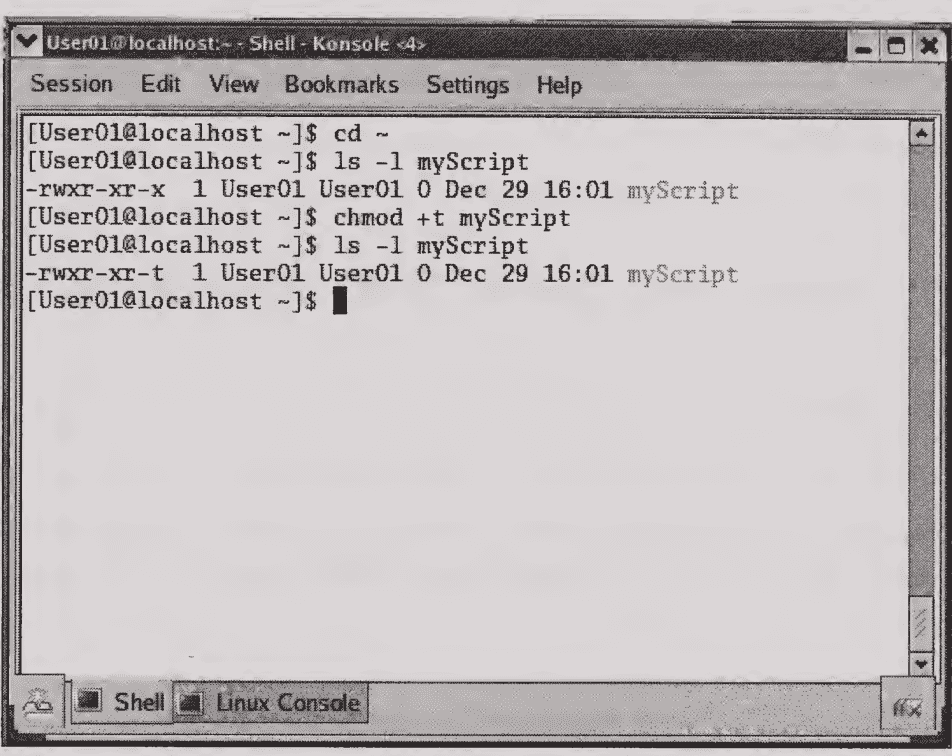 User01@localhost:~ - Shell - Konsole <4>
Session Edit View Bookmarks Settings Help
[User01@localhost ~]$ cd ~
[User01@localhost ~]$ ls -l myScript
-rwxr-xr-x 1 User01 User01 0 Dec 29 16:01 myScript
[User01@localhost ~]$ chmod +t myScript
[User01@localhost ~]$ ls -l myScript
-rwxr-xr-t 1 User01 User01 0 Dec 29 16:01 myScript
[User01@localhost ~]$
Shell Linux Console